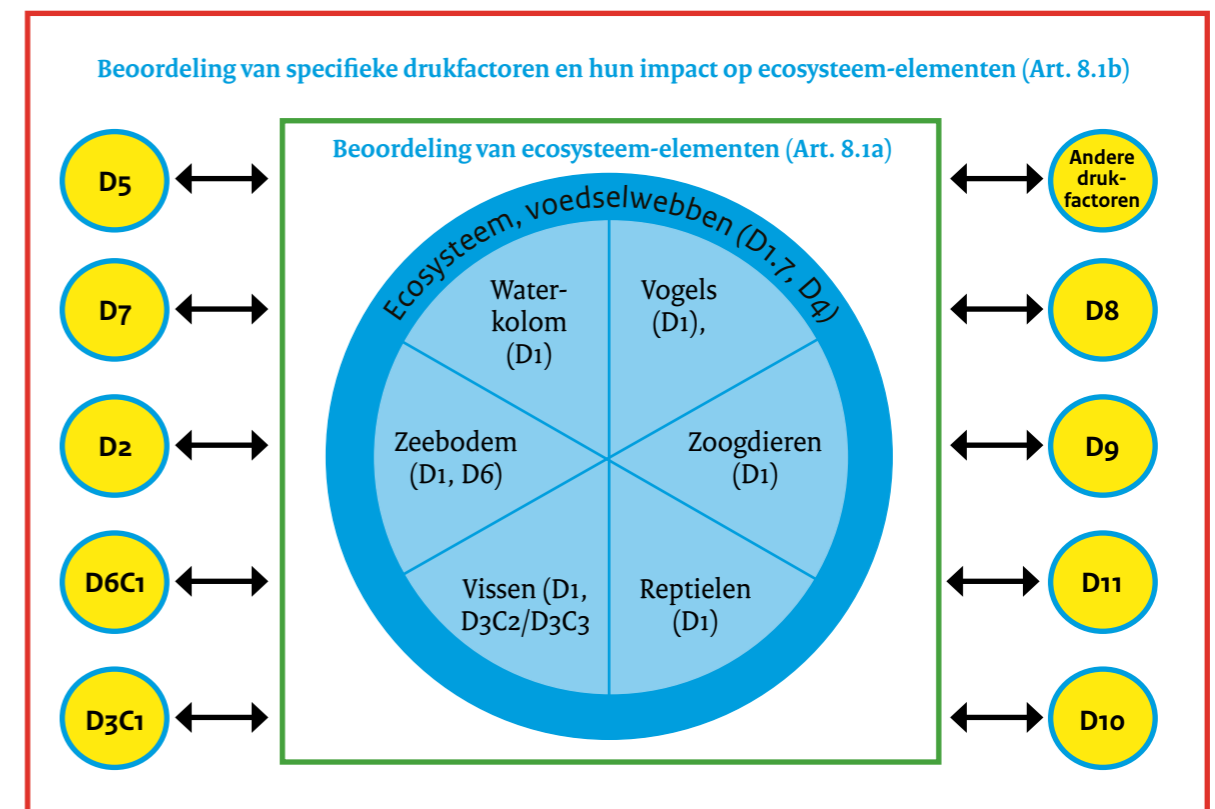 Beoordeling van specifieke drukfactoren en hun impact op ecosysteem-elementen (Art. 8.1b)
Beoordeling van ecosysteem-elementen (Art. 8.1a)
D5
D7
D2
D6C1
D3C1
Ecosysteem, voedselwebben (D1.7, D4)
Water-
kolom
(D1)
Vogels
(D1),
Zeebodem
(D1, D6)
Zoogdieren
(D1)
Vissen (D1,
D3C2/D3C3
Reptielen
(D1)
Andere
druk-
factoren
D8
D9
D11
D10